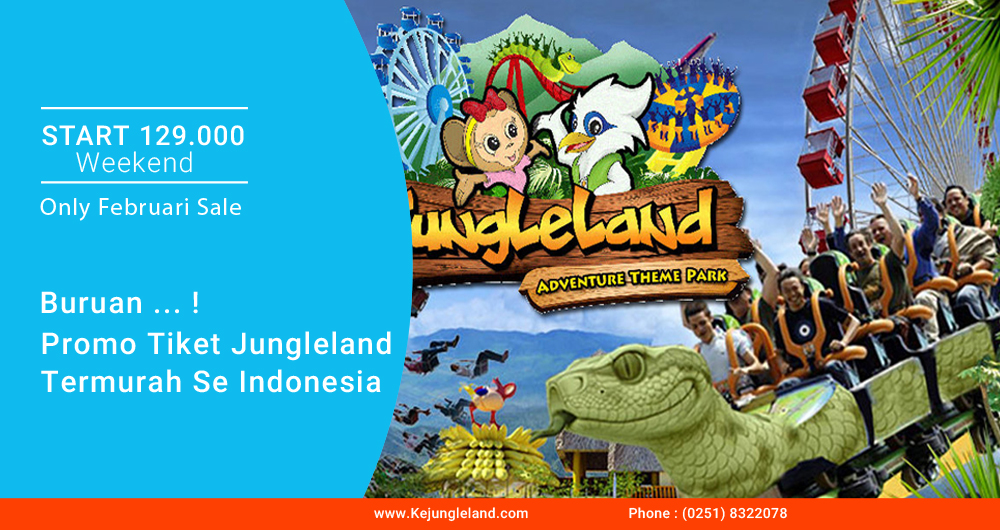 START 129.000
Weekend
Only Februari Sale
Buruan ... !
Promo Tiket Jungleland
Termurah Se Indonesia
JungleLand
Adventure Theme Park
www.Kejungleland.com
Phone : (0251) 8322078